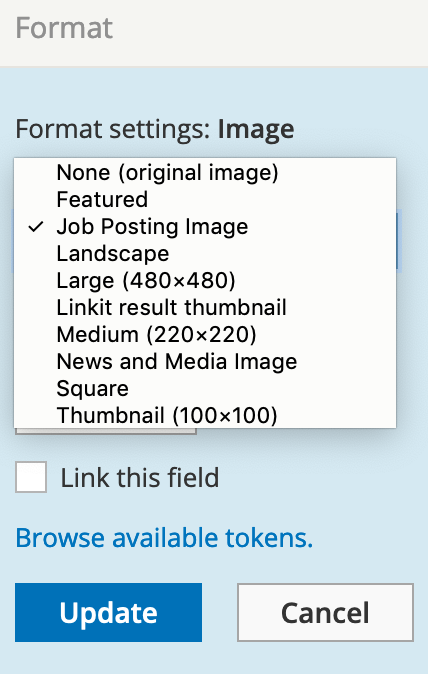 Format
Format settings: Image
None (original image)
Featured
✓ Job Posting Image
Landscape
Large (480×480)
Linkit result thumbnail
Medium (220×220)
News and Media Image
Square
Thumbnail (100×100)
Link this field
Browse available tokens.
Update
Cancel